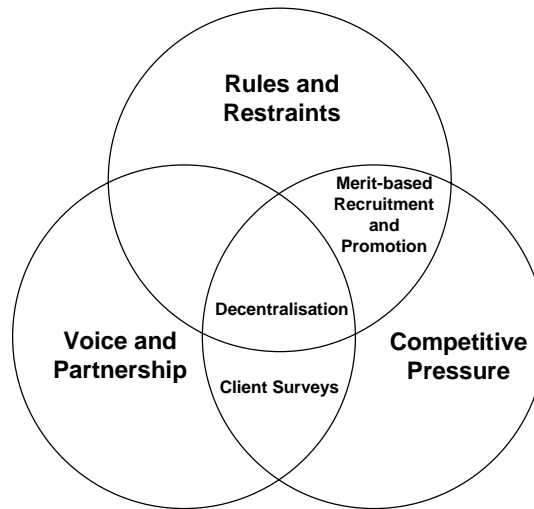 Rules and
Restraints
Merit-based
Recruitment
and
Promotion
Decentralisation
Voice and
Partnership
Competitive
Pressure
Client Surveys